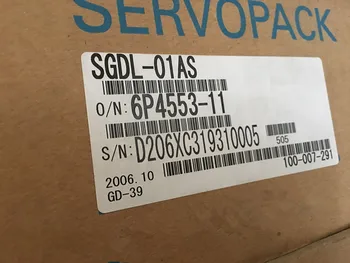 SERVOPACK
SGDL-01AS
O/N: 6P4553-11
S/N: D206XC319310005
505
2006.10 100-007-291
GD-39